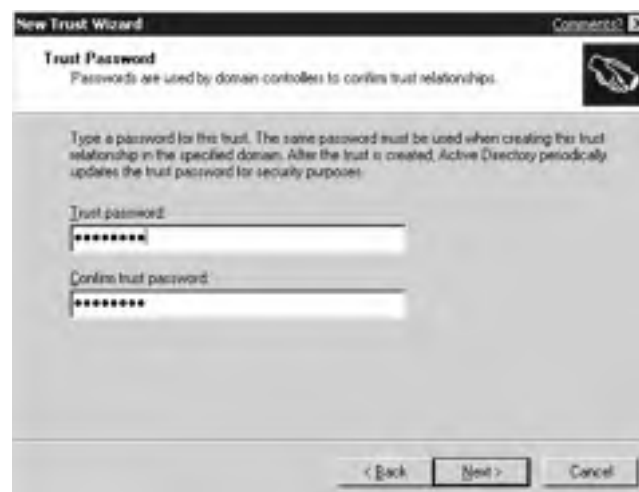 New Trust Wizard
Comments?
Trust Password
Passwords are used by domain controllers to confirm trust relationships.
Type a password for this trust. The same password must be used when creating this trust
relationship in the specified domain. After the trust is created, Active Directory periodically
updates the trust password for security purposes.
Trust password:
••••••••
Confirm trust password:
••••••••
< Back
Next >
Cancel